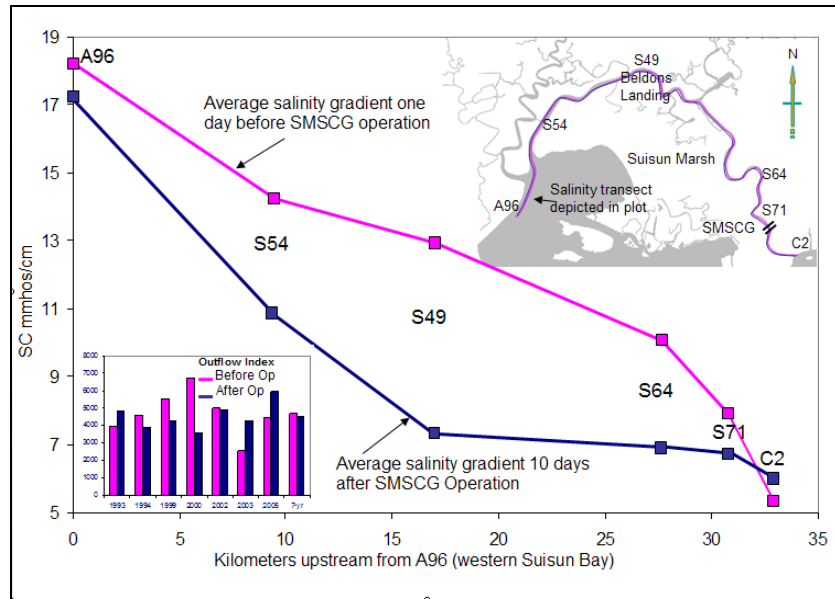 19
17
15
13
11
9
7
5
SC mmhos/cm
A96
Average salinity gradient one
day before SMSCG operation
S54
S49
S64
S71
C2
Average salinity gradient 10 days
after SMSCG Operation
0
5
10
15
20
25
30
35
Kilometers upstream from A96 (western Suisun Bay)
S49
Beldons
Landing
N
S54
Suisun Marsh
S64
A96
Salinity transect
depicted in plot
S71
SMSCG
C2
Outflow Index
Before Op
After Op
8000
7000
6000
5000
4000
3000
2000
1000
0
1993
1994
1999
2000
2002
2003
2005
7-yr